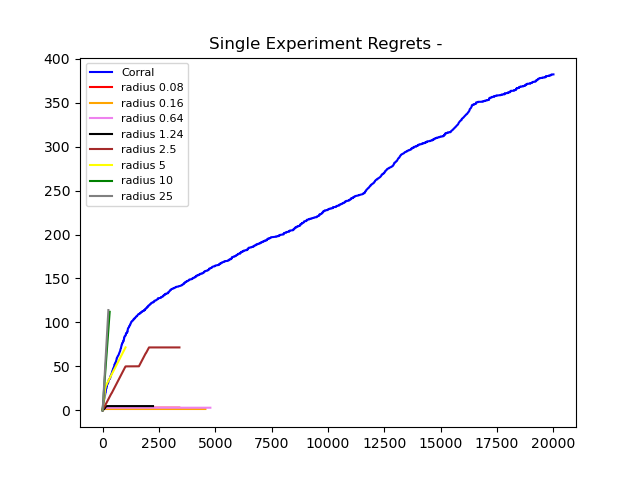 Single Experiment Regrets -
400
350
300
250
200
150
100
50
0
Corral
radius 0.08
radius 0.16
radius 0.64
radius 1.24
radius 2.5
radius 5
radius 10
radius 25
0 2500 5000 7500 10000 12500 15000 17500 20000